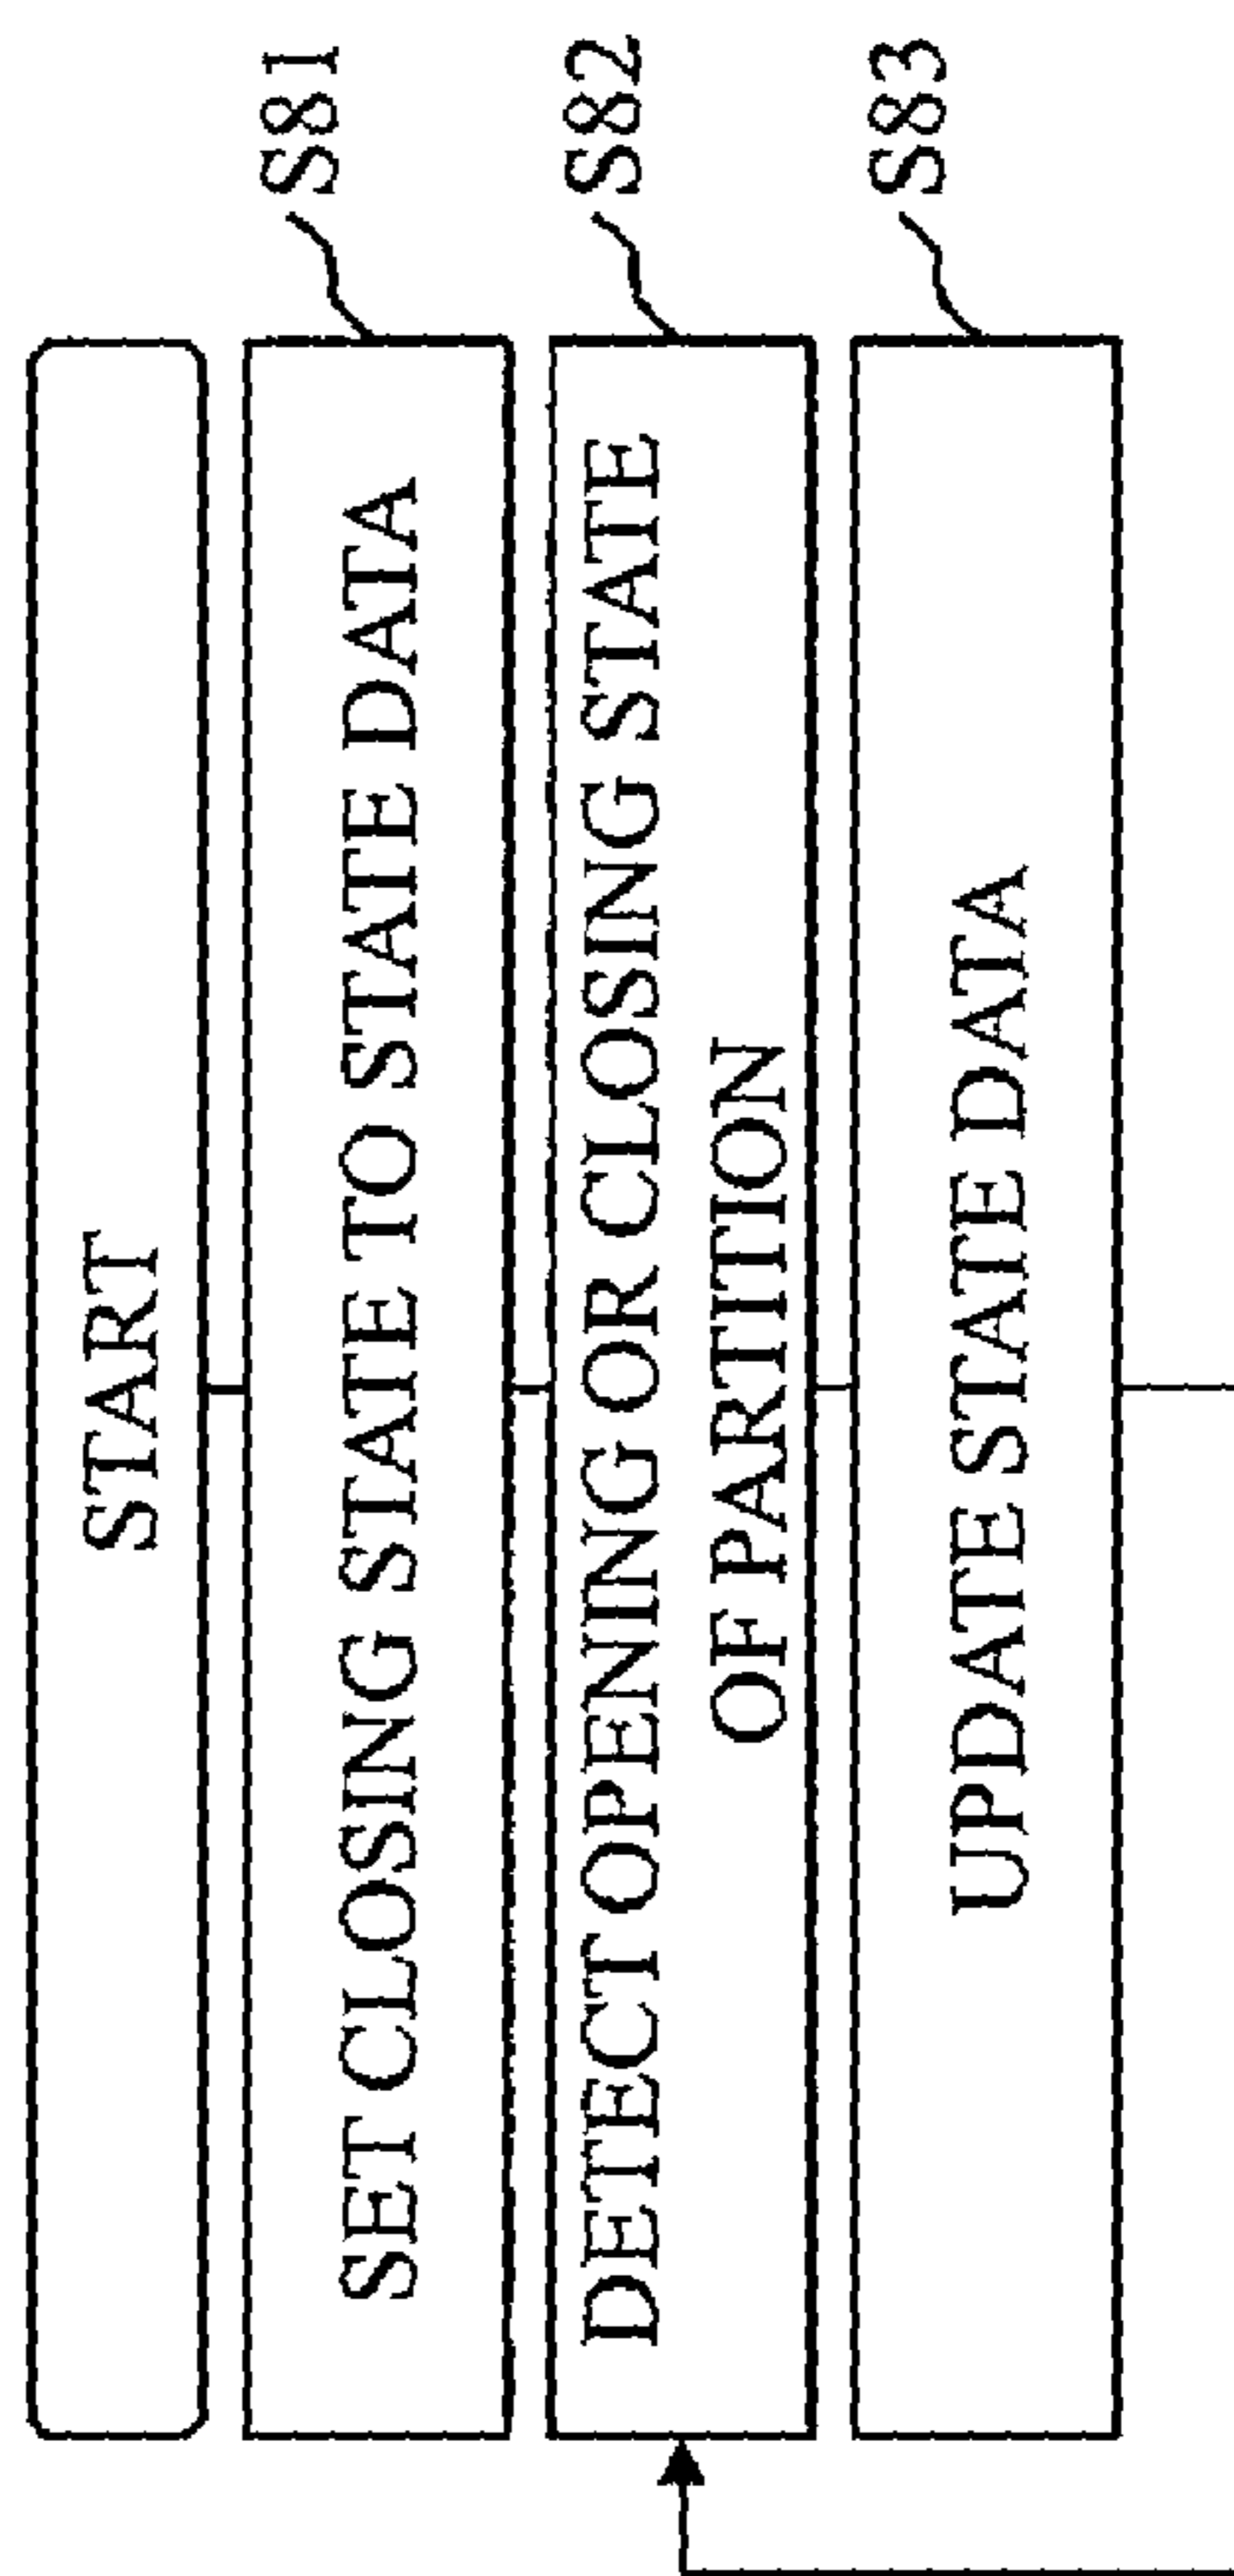 START
SET CLOSING STATE TO STATE DATA
S81
DETECT OPENING OR CLOSING STATE
OF PARTITION
S82
UPDATE STATE DATA
S83